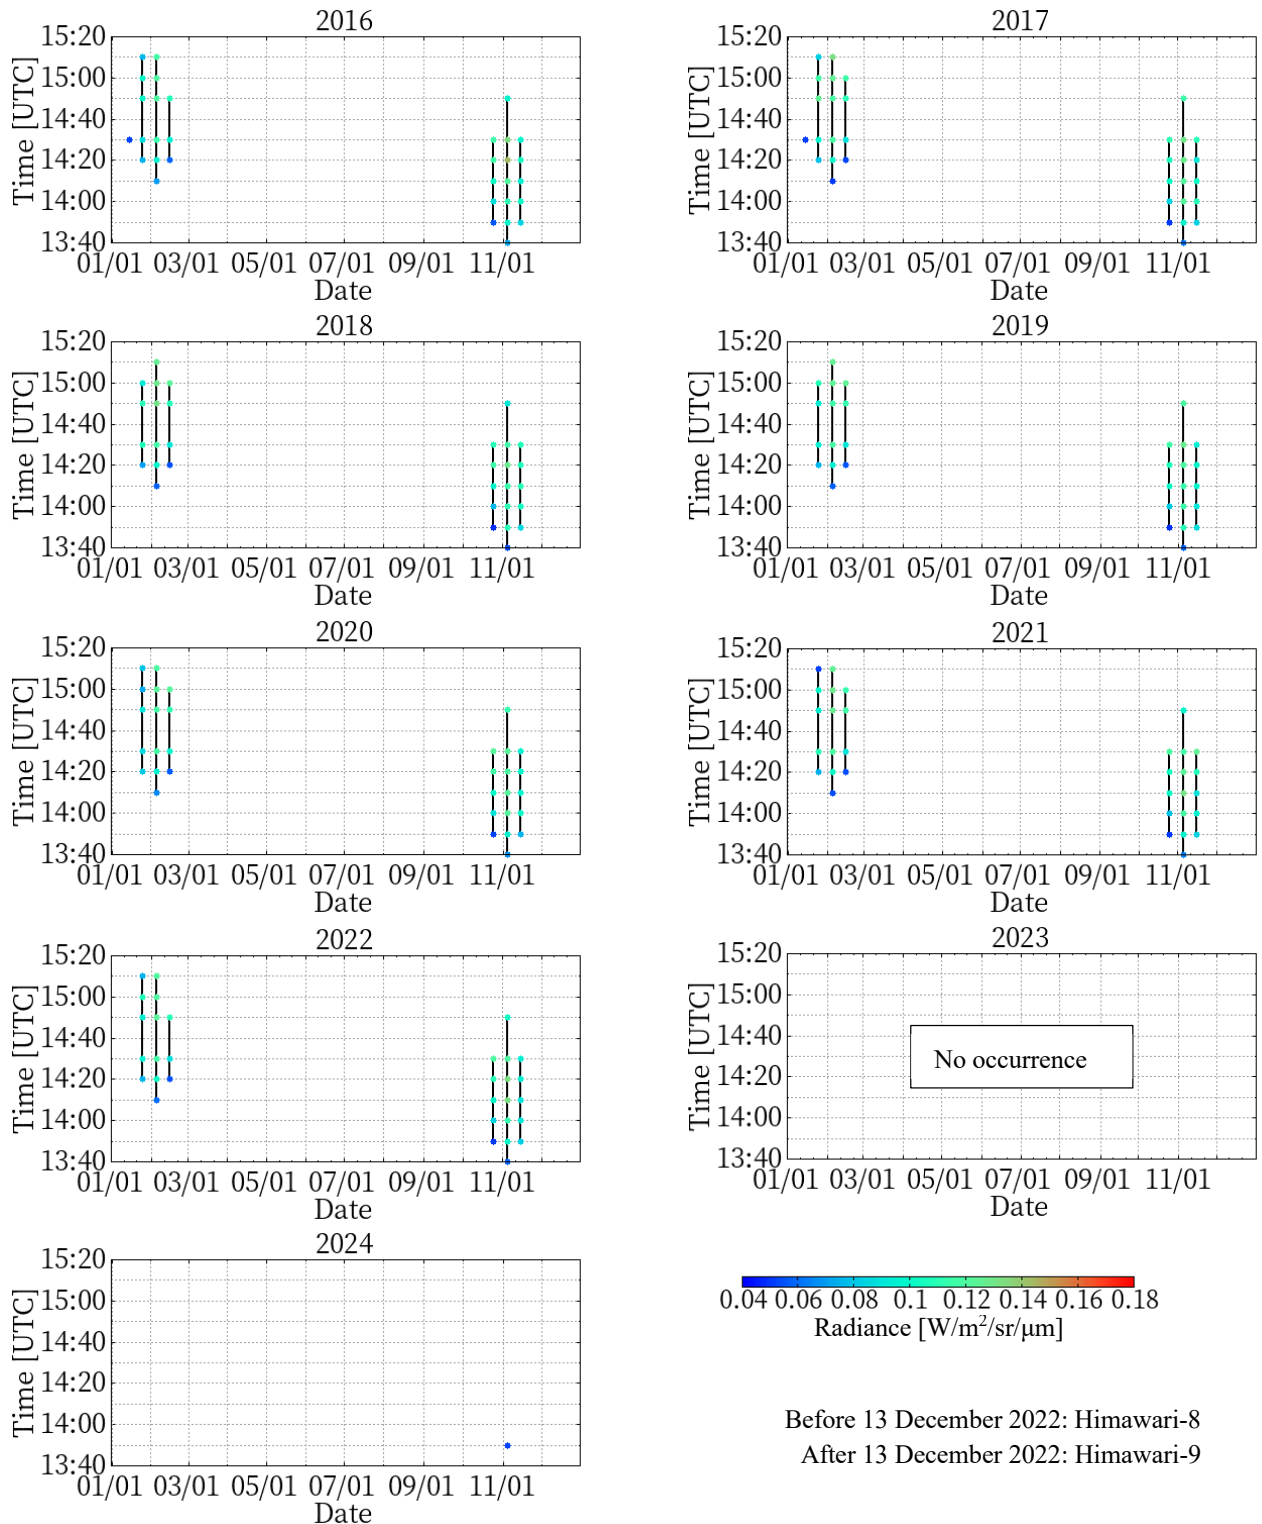 2016
15:20
15:00
14:40
14:20
14:00
13:40
Time [UTC]
01/01 03/01 05/01 07/01 09/01 11/01
Date
2017
15:20
15:00
14:40
14:20
14:00
13:40
Time [UTC]
01/01 03/01 05/01 07/01 09/01 11/01
Date
2018
15:20
15:00
14:40
14:20
14:00
13:40
Time [UTC]
01/01 03/01 05/01 07/01 09/01 11/01
Date
2019
15:20
15:00
14:40
14:20
14:00
13:40
Time [UTC]
01/01 03/01 05/01 07/01 09/01 11/01
Date
2020
15:20
15:00
14:40
14:20
14:00
13:40
Time [UTC]
01/01 03/01 05/01 07/01 09/01 11/01
Date
2021
15:20
15:00
14:40
14:20
14:00
13:40
Time [UTC]
01/01 03/01 05/01 07/01 09/01 11/01
Date
2022
15:20
15:00
14:40
14:20
14:00
13:40
Time [UTC]
01/01 03/01 05/01 07/01 09/01 11/01
Date
2023
15:20
15:00
14:40
14:20
14:00
13:40
Time [UTC]
No occurrence
01/01 03/01 05/01 07/01 09/01 11/01
Date
2024
15:20
15:00
14:40
14:20
14:00
13:40
Time [UTC]
01/01 03/01 05/01 07/01 09/01 11/01
Date
0.04 0.06 0.08 0.1 0.12 0.14 0.16 0.18
Radiance [W/m²/sr/μm]
Before 13 December 2022: Himawari-8
After 13 December 2022: Himawari-9